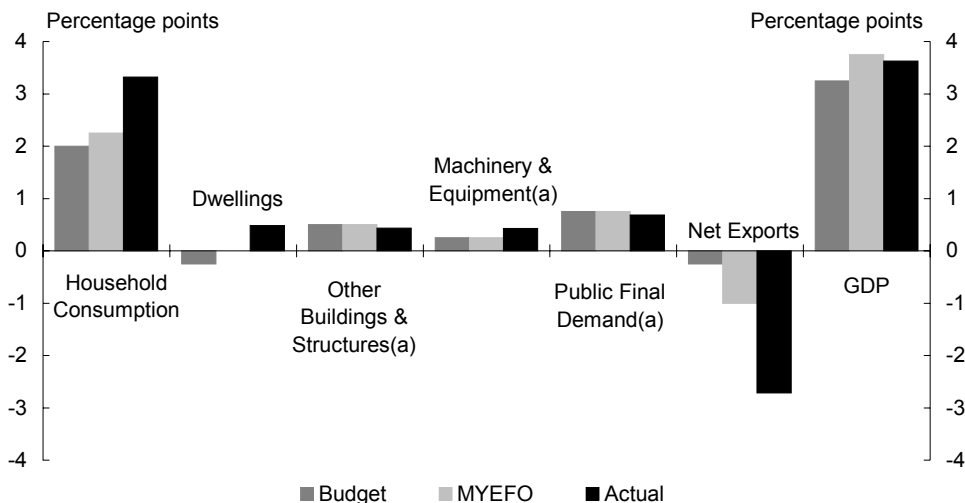 Percentage points
Percentage points
4
3
2
1
0
-1
-2
-3
-4
Household
Consumption
Dwellings
Other
Buildings &
Structures(a)
Machinery &
Equipment(a)
Public Final
Demand(a)
Net Exports
GDP
4
3
2
1
0
-1
-2
-3
-4
Budget MYEFO Actual